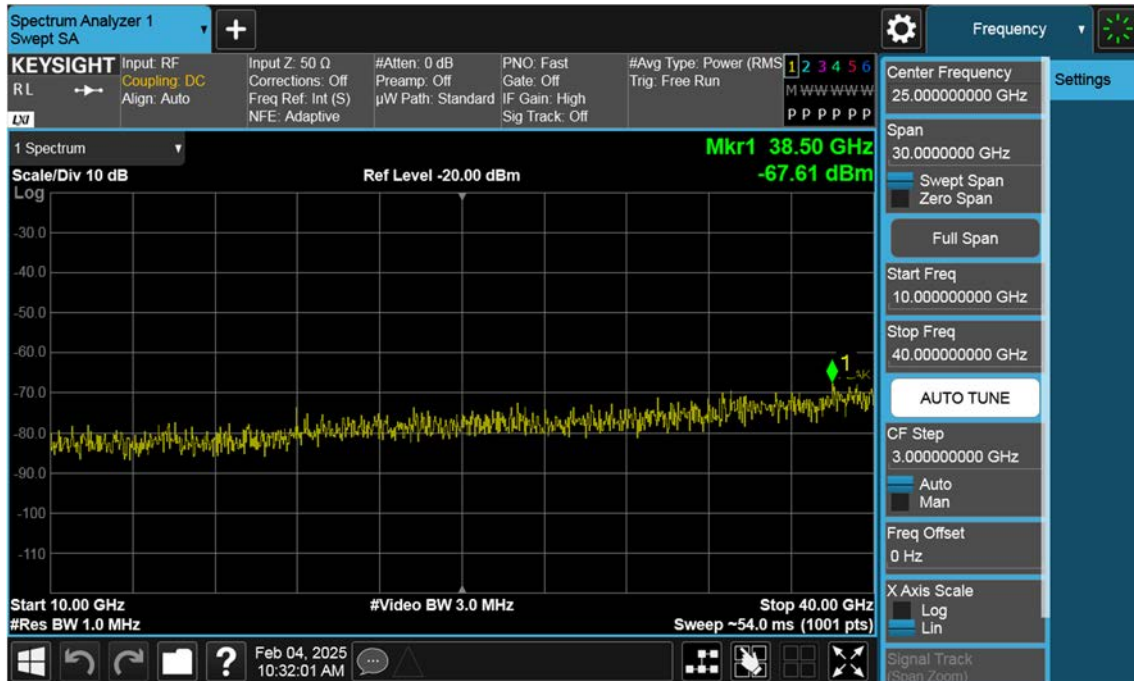 Spectrum Analyzer 1
Swept SA
Frequency
KEYSIGHT
RL
LXI
Input: RF
Coupling: DC
Align: Auto
Input Z: 50 Ω
Corrections: Off
Freq Ref: Int (S)
NFE: Adaptive
#Atten: 0 dB
Preamp: Off
µW Path: Standard
PNO: Fast
Gate: Off
IF Gain: High
Sig Track: Off
#Avg Type: Power (RMS
Trig: Free Run
1 2 3 4 5 6
M W W W W W
P P P P P P
1 Spectrum
Scale/Div 10 dB
Ref Level -20.00 dBm
Mkr1 38.50 GHz
-67.61 dBm
Log
-30.0
-40.0
-50.0
-60.0
-70.0
-80.0
-90.0
-100
-110
1
Start 10.00 GHz
#Video BW 3.0 MHz
Stop 40.00 GHz
#Res BW 1.0 MHz
Sweep ~54.0 ms (1001 pts)
Feb 04, 2025
10:32:01 AM
Center Frequency
25.000000000 GHz
Span
30.0000000 GHz
Swept Span
Zero Span
Full Span
Start Freq
10.000000000 GHz
Stop Freq
40.000000000 GHz
AUTO TUNE
CF Step
3.000000000 GHz
Auto
Man
Freq Offset
0 Hz
X Axis Scale
Log
Lin
Signal Track
(Span Zoom)
Settings